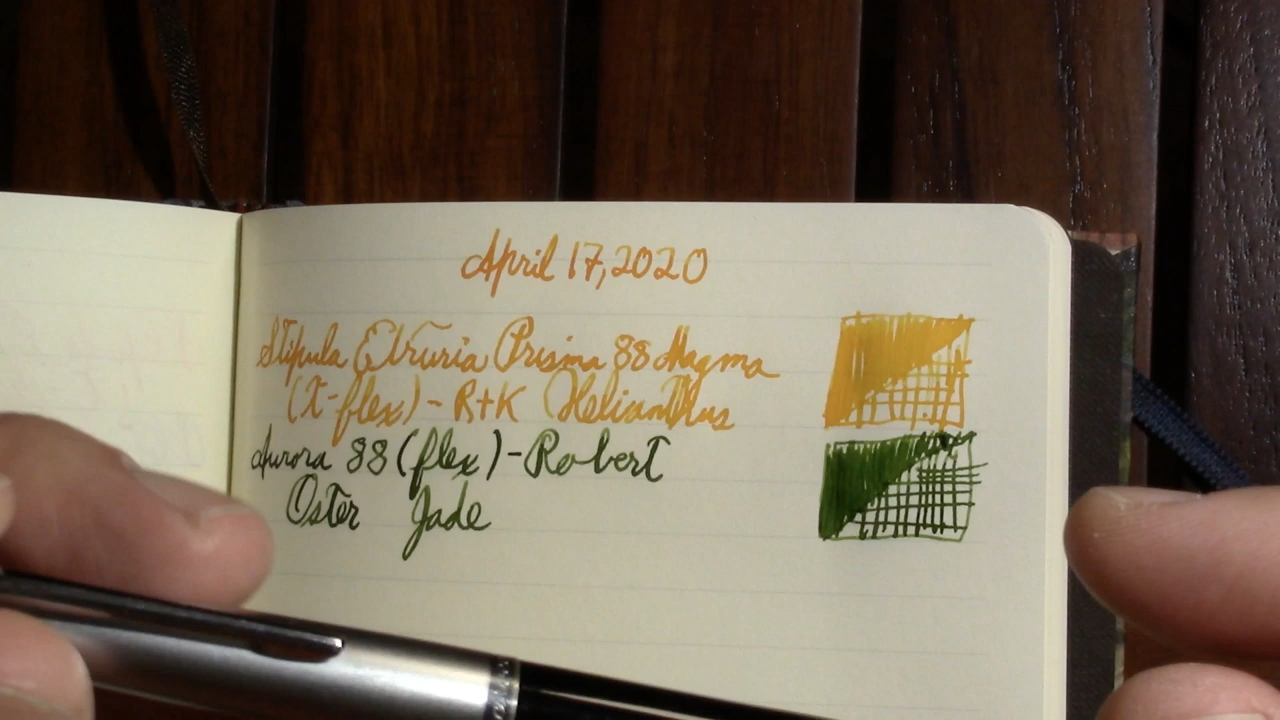 April 17, 2020
Stipula Etruria Prisma 88 Magma
(X-flex) - R+K Helianthus
Aurora 88 (flex) - Robert
Oster Jade